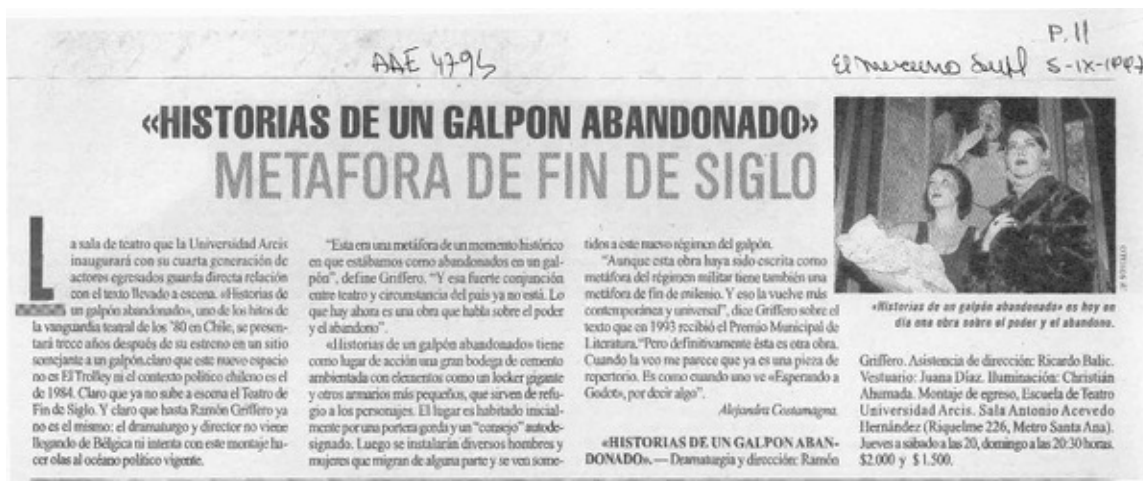 AAE 4795
P. 11
El Mercurio Supl 5-IX-1997
«HISTORIAS DE UN GALPON ABANDONADO»
METAFORA DE FIN DE SIGLO
La sala de teatro que la Universidad Arcis
inaugurará con su cuarta generación de
actores egresados guarda directa relación
con el texto llevado a escena. «Historias de
un galpón abandonado», uno de los hitos de
la vanguardia teatral de los '80 en Chile, se presen-
tará trece años después de su estreno en un sitio
semejante a un galpón.claro que este nuevo espacio
no es El Trolley ni el contexto político chileno es el
de 1984. Claro que ya no sube a escena el Teatro de
Fin de Siglo. Y claro que hasta Ramón Griffero ya
no es el mismo: el dramaturgo y director no viene
llegando de Bélgica ni intenta con este montaje ha-
cer olas al océano político vigente.
"Esta era una metáfora de un momento histórico
en que estábamos como abandonados en un gal-
pón", define Griffero. "Y esa fuerte conjunción
entre teatro y circunstancia del país ya no está. Lo
que hay ahora es una obra que habla sobre el poder
y el abandono".
«Historias de un galpón abandonado» tiene
como lugar de acción una gran bodega de cemento
ambientada con elementos como un locker gigante
y otros armarios más pequeños, que sirven de refu-
gio a los personajes. El lugar es habitado inicial-
mente por una portera gorda y un "consejo" autode-
signado. Luego se instalarán diversos hombres y
mujeres que migran de alguna parte y se ven some-
tidos a este nuevo régimen del galpón.
"Aunque esta obra haya sido escrita como
metáfora del régimen militar tiene también una
metáfora de fin de milenio. Y eso la vuelve más
contemporánea y universal", dice Griffero sobre el
texto que en 1993 recibió el Premio Municipal de
Literatura."Pero definitivamente ésta es otra obra.
Cuando la veo me parece que ya es una pieza de
repertorio. Es como cuando uno ve «Esperando a
Godot», por decir algo".
Alejandra Costamagna.
«HISTORIAS DE UN GALPON ABAN-
DONADO».— Dramaturgia y dirección: Ramón
«Historias de un galpón abandonado» es hoy en
día una obra sobre el poder y el abandono.
Griffero. Asistencia de dirección: Ricardo Balic.
Vestuario: Juana Díaz. Iluminación: Christián
Ahumada. Montaje de egreso, Escuela de Teatro
Universidad Arcis. Sala Antonio Acevedo
Hernández (Riquelme 226, Metro Santa Ana).
Jueves a sábado a las 20, domingo a las 20:30 horas.
$2.000 y $1.500.